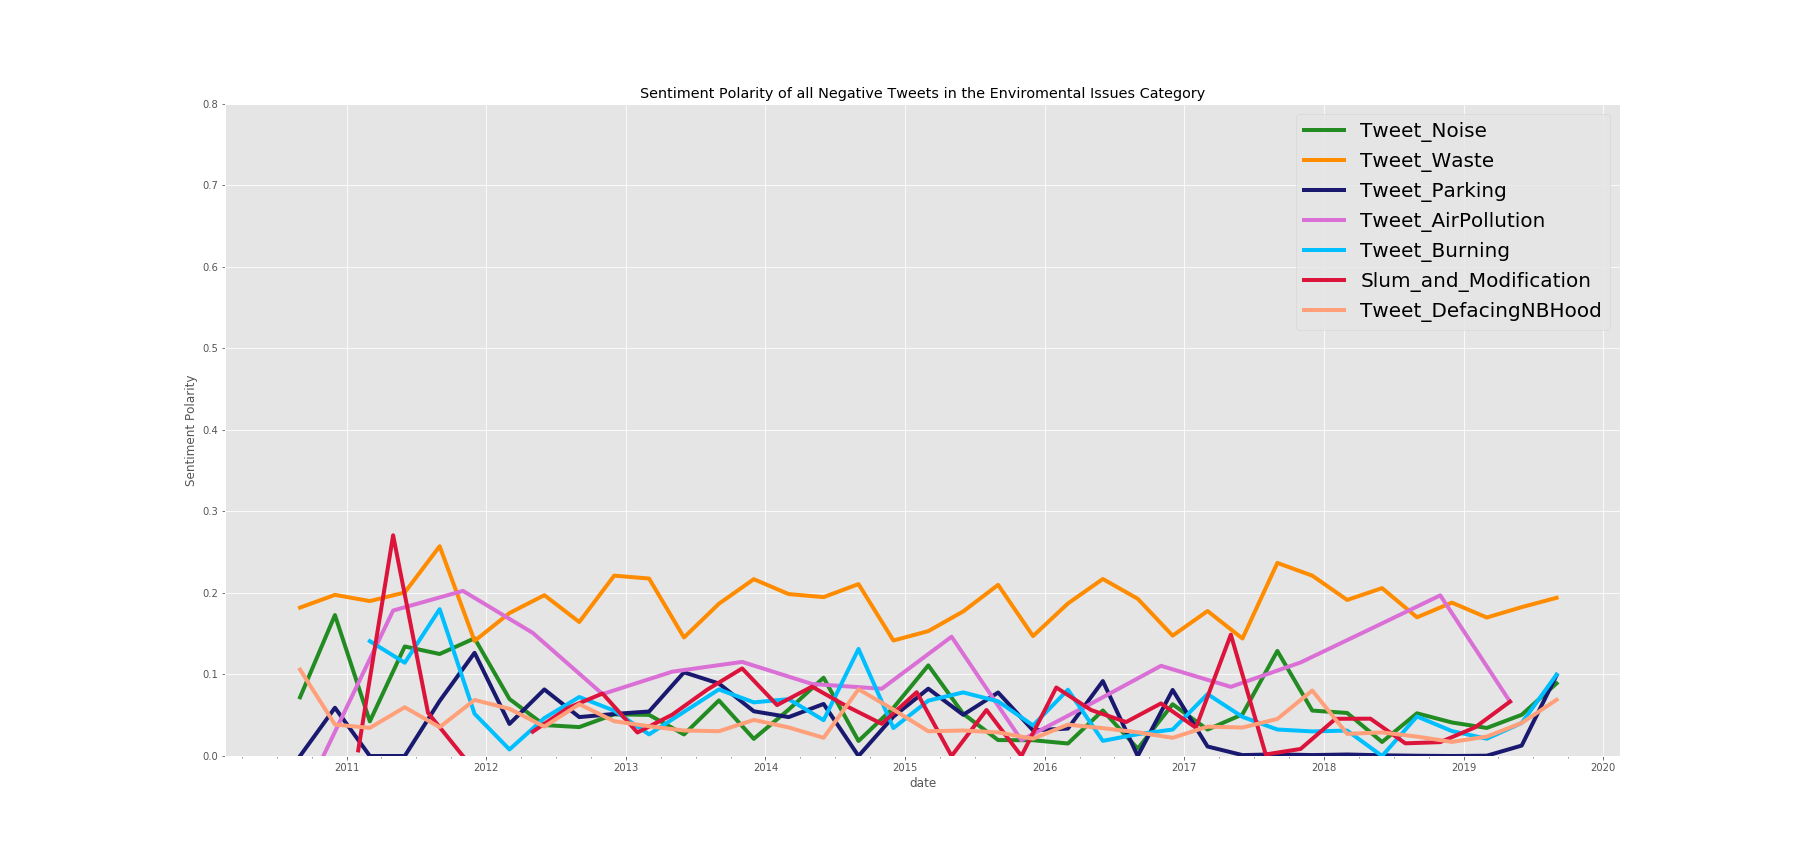 Sentiment Polarity of all Negative Tweets in the Enviromental Issues Category
0.8
0.7
0.6
0.5
0.4
0.3
0.2
0.1
0.0
Sentiment Polarity
Tweet_Noise
Tweet_Waste
Tweet_Parking
Tweet_AirPollution
Tweet_Burning
Slum_and_Modification
Tweet_DefacingNBHood
2011 2012 2013 2014 2015 2016 2017 2018 2019 2020
date